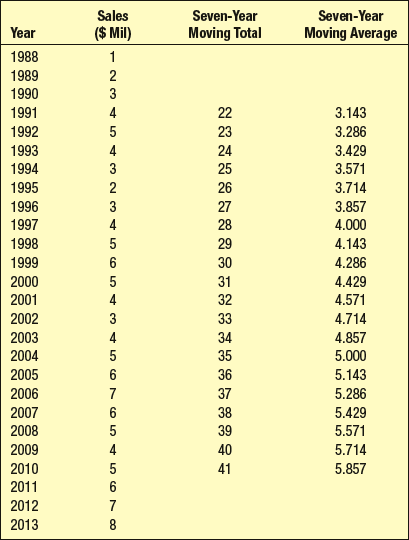 Sales Seven-Year Seven-Year
Year ($ Mil) Moving Total Moving Average
1988 1
1989 2
1990 3
1991 4 22 3.143
1992 5 23 3.286
1993 4 24 3.429
1994 3 25 3.571
1995 2 26 3.714
1996 3 27 3.857
1997 4 28 4.000
1998 5 29 4.143
1999 6 30 4.286
2000 5 31 4.429
2001 4 32 4.571
2002 3 33 4.714
2003 4 34 4.857
2004 5 35 5.000
2005 6 36 5.143
2006 7 37 5.286
2007 6 38 5.429
2008 5 39 5.571
2009 4 40 5.714
2010 5 41 5.857
2011 6
2012 7
2013 8